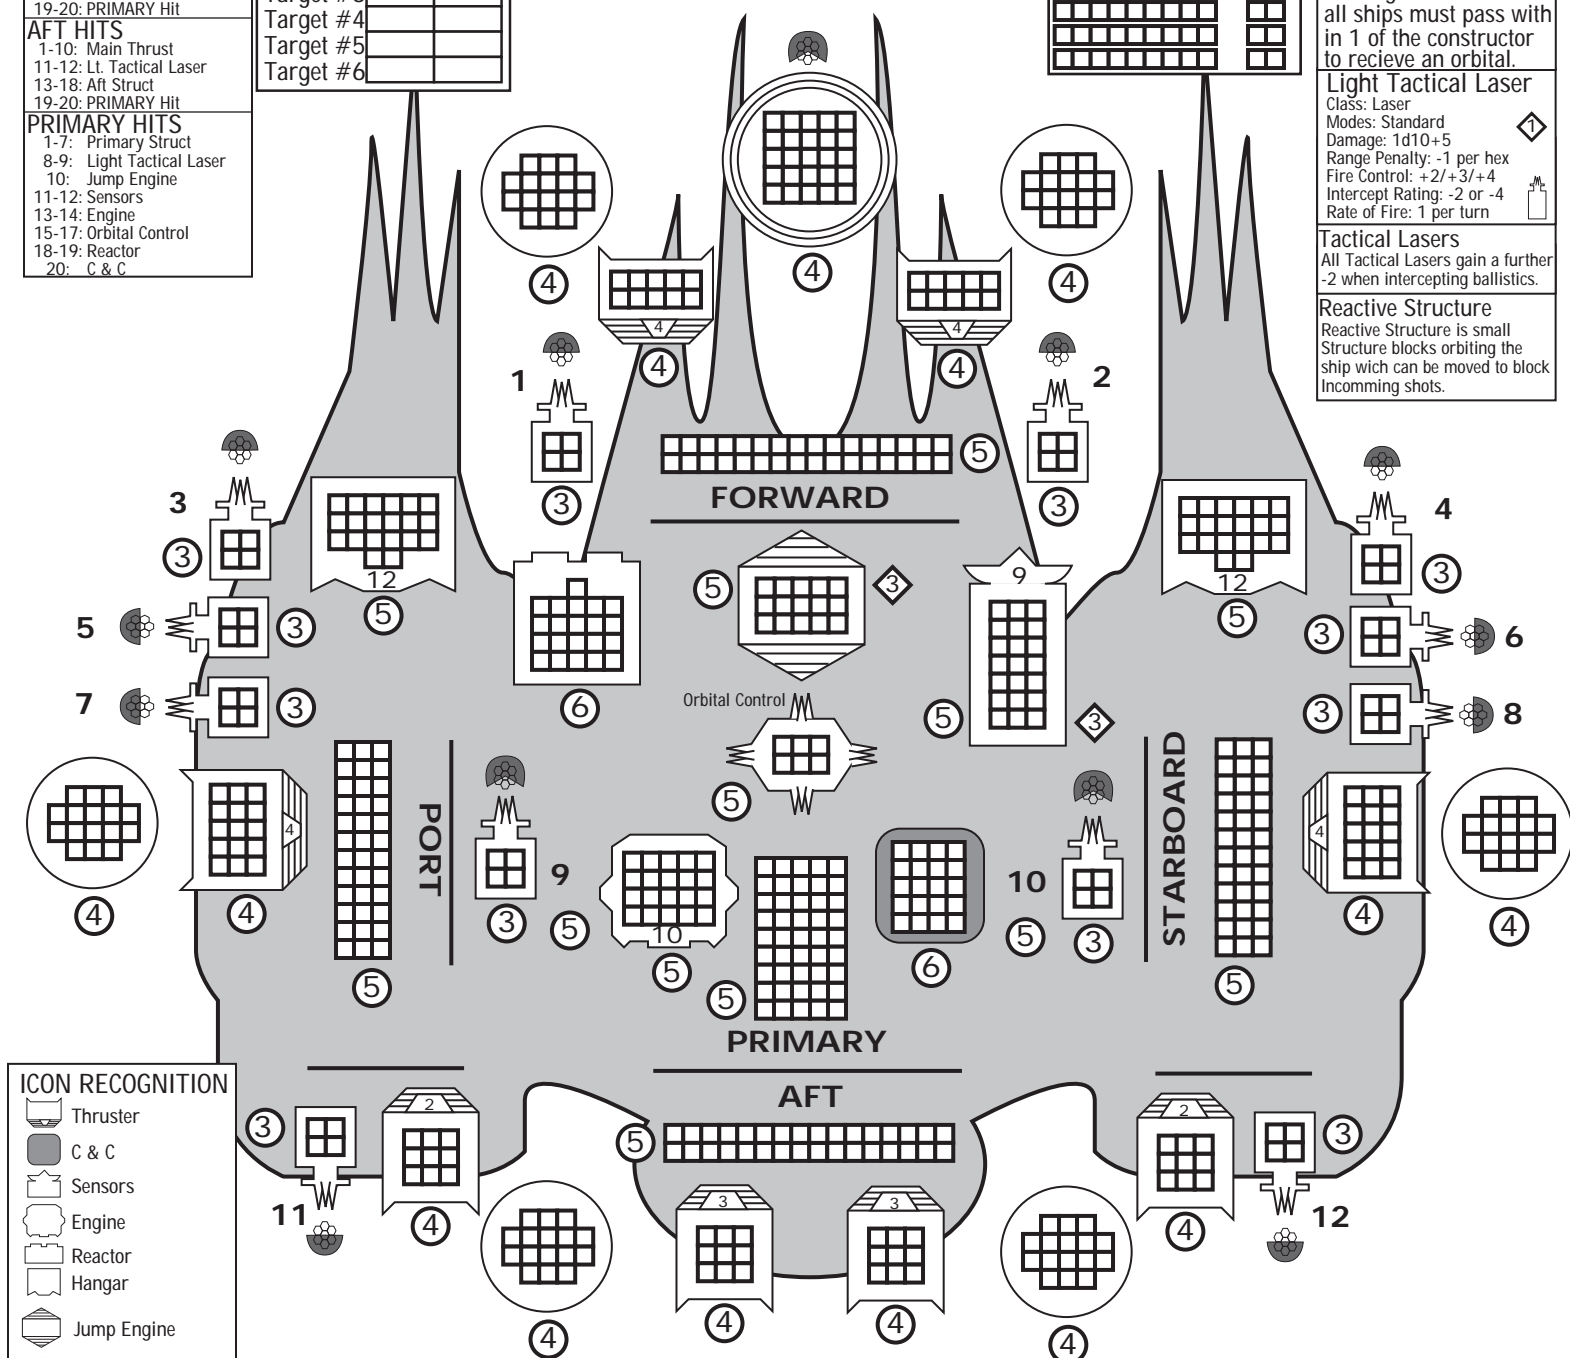 19-20: PRIMARY Hit
AFT HITS
1-10: Main Thrust
11-12: Lt. Tactical Laser
13-18: Aft Struct
19-20: PRIMARY Hit
PRIMARY HITS
1-7: Primary Struct
8-9: Light Tactical Laser
10: Jump Engine
11-12: Sensors
13-14: Engine
15-17: Orbital Control
18-19: Reactor
20: C & C
Target #4
Target #5
Target #6
all ships must pass with
in 1 of the constructor
to recieve an orbital.
Light Tactical Laser
Class: Laser
Modes: Standard
1
Damage: 1d10+5
Range Penalty: -1 per hex
Fire Control: +2/+3/+4
Intercept Rating: -2 or -4
Rate of Fire: 1 per turn
Tactical Lasers
All Tactical Lasers gain a further
-2 when intercepting ballistics.
Reactive Structure
Reactive Structure is small
Structure blocks orbiting the
ship wich can be moved to block
Incomming shots.
4
4
4
4
4
4
4
4
1
2
3
3
5
FORWARD
3
3
4
3
12
5
12
5
5
3
5
3
9
3
6
7
3
6
Orbital Control
5
3
3
8
4
4
4
PORT
5
3
9
5
10
5
5
5
6
10
5
3
STARBOARD
5
4
4
4
PRIMARY
AFT
5
3
2
4
11
3
4
3
4
2
4
3
12
4
4
ICON RECOGNITION
Thruster
C & C
Sensors
Engine
Reactor
Hangar
Jump Engine